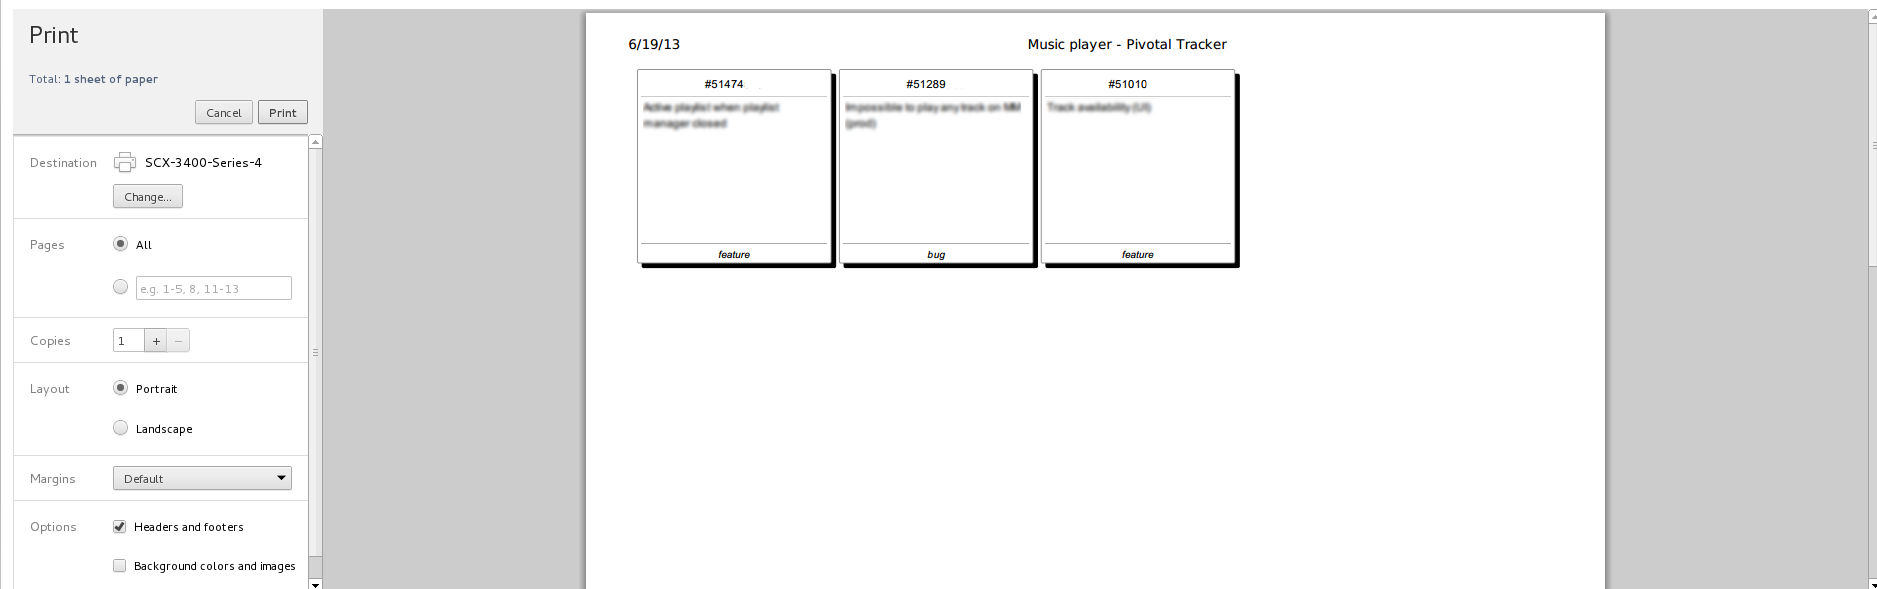 Print
Total: 1 sheet of paper
Cancel
Print
Destination
SCX-3400-Series-4
Change...
Pages
All
e.g. 1-5, 8, 11-13
Copies
1
+
−
Layout
Portrait
Landscape
Margins
Default
Options
Headers and footers
Background colors and images
6/19/13
Music player - Pivotal Tracker
#51474
Active playlist when playlist
manager closed
feature
#51289
Impossible to play any track on MM
(prod)
bug
#51010
Track availability (UI)
feature